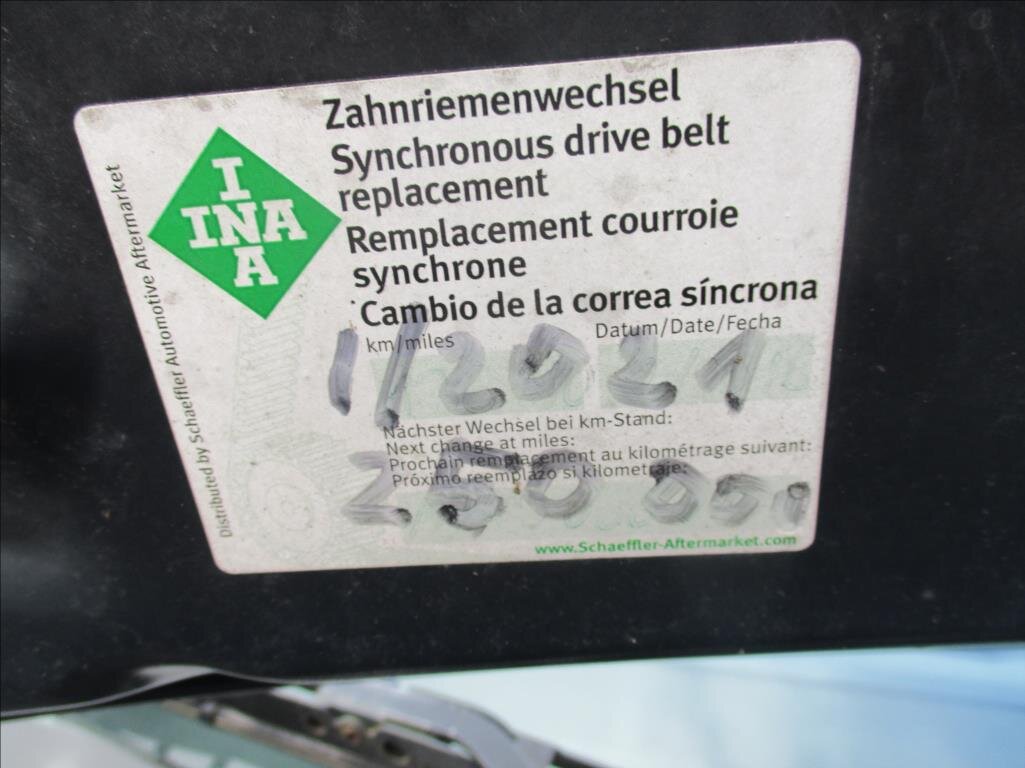 Zahnriemenwechsel
Synchronous drive belt
replacement
Remplacement courroie
synchrone
Cambio de la correa síncrona
I
INA
A
Distributed by Schaeffler Automotive Aftermarket
km/miles
Datum/Date/Fecha
1/2021
Nächster Wechsel bei km-Stand:
Next change at miles:
Prochain remplacement au kilométrage suivant:
Próximo reemplazo si kilometraje:
www.Schaeffler-Aftermarket.com